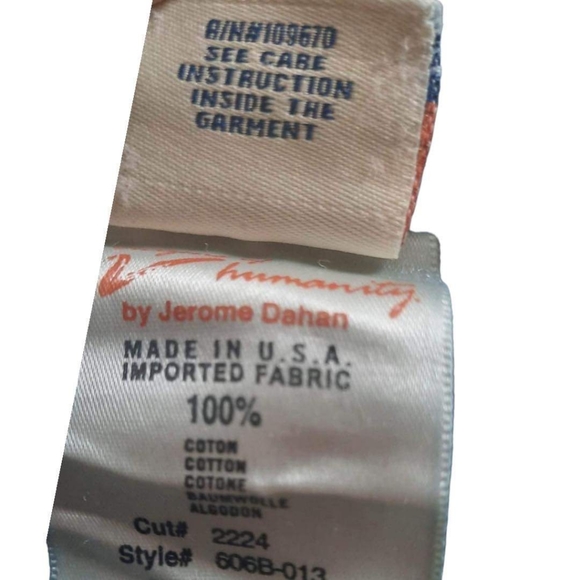 A/N#109670
SEE CARE
INSTRUCTION
INSIDE THE
GARMENT
humanity.
by Jerome Dahan
MADE IN U.S.A.
IMPORTED FABRIC
100%
COTON
COTTON
COTONE
BAUMWOLLE
ALGODON
Cut# 2224
Style# 606B-013